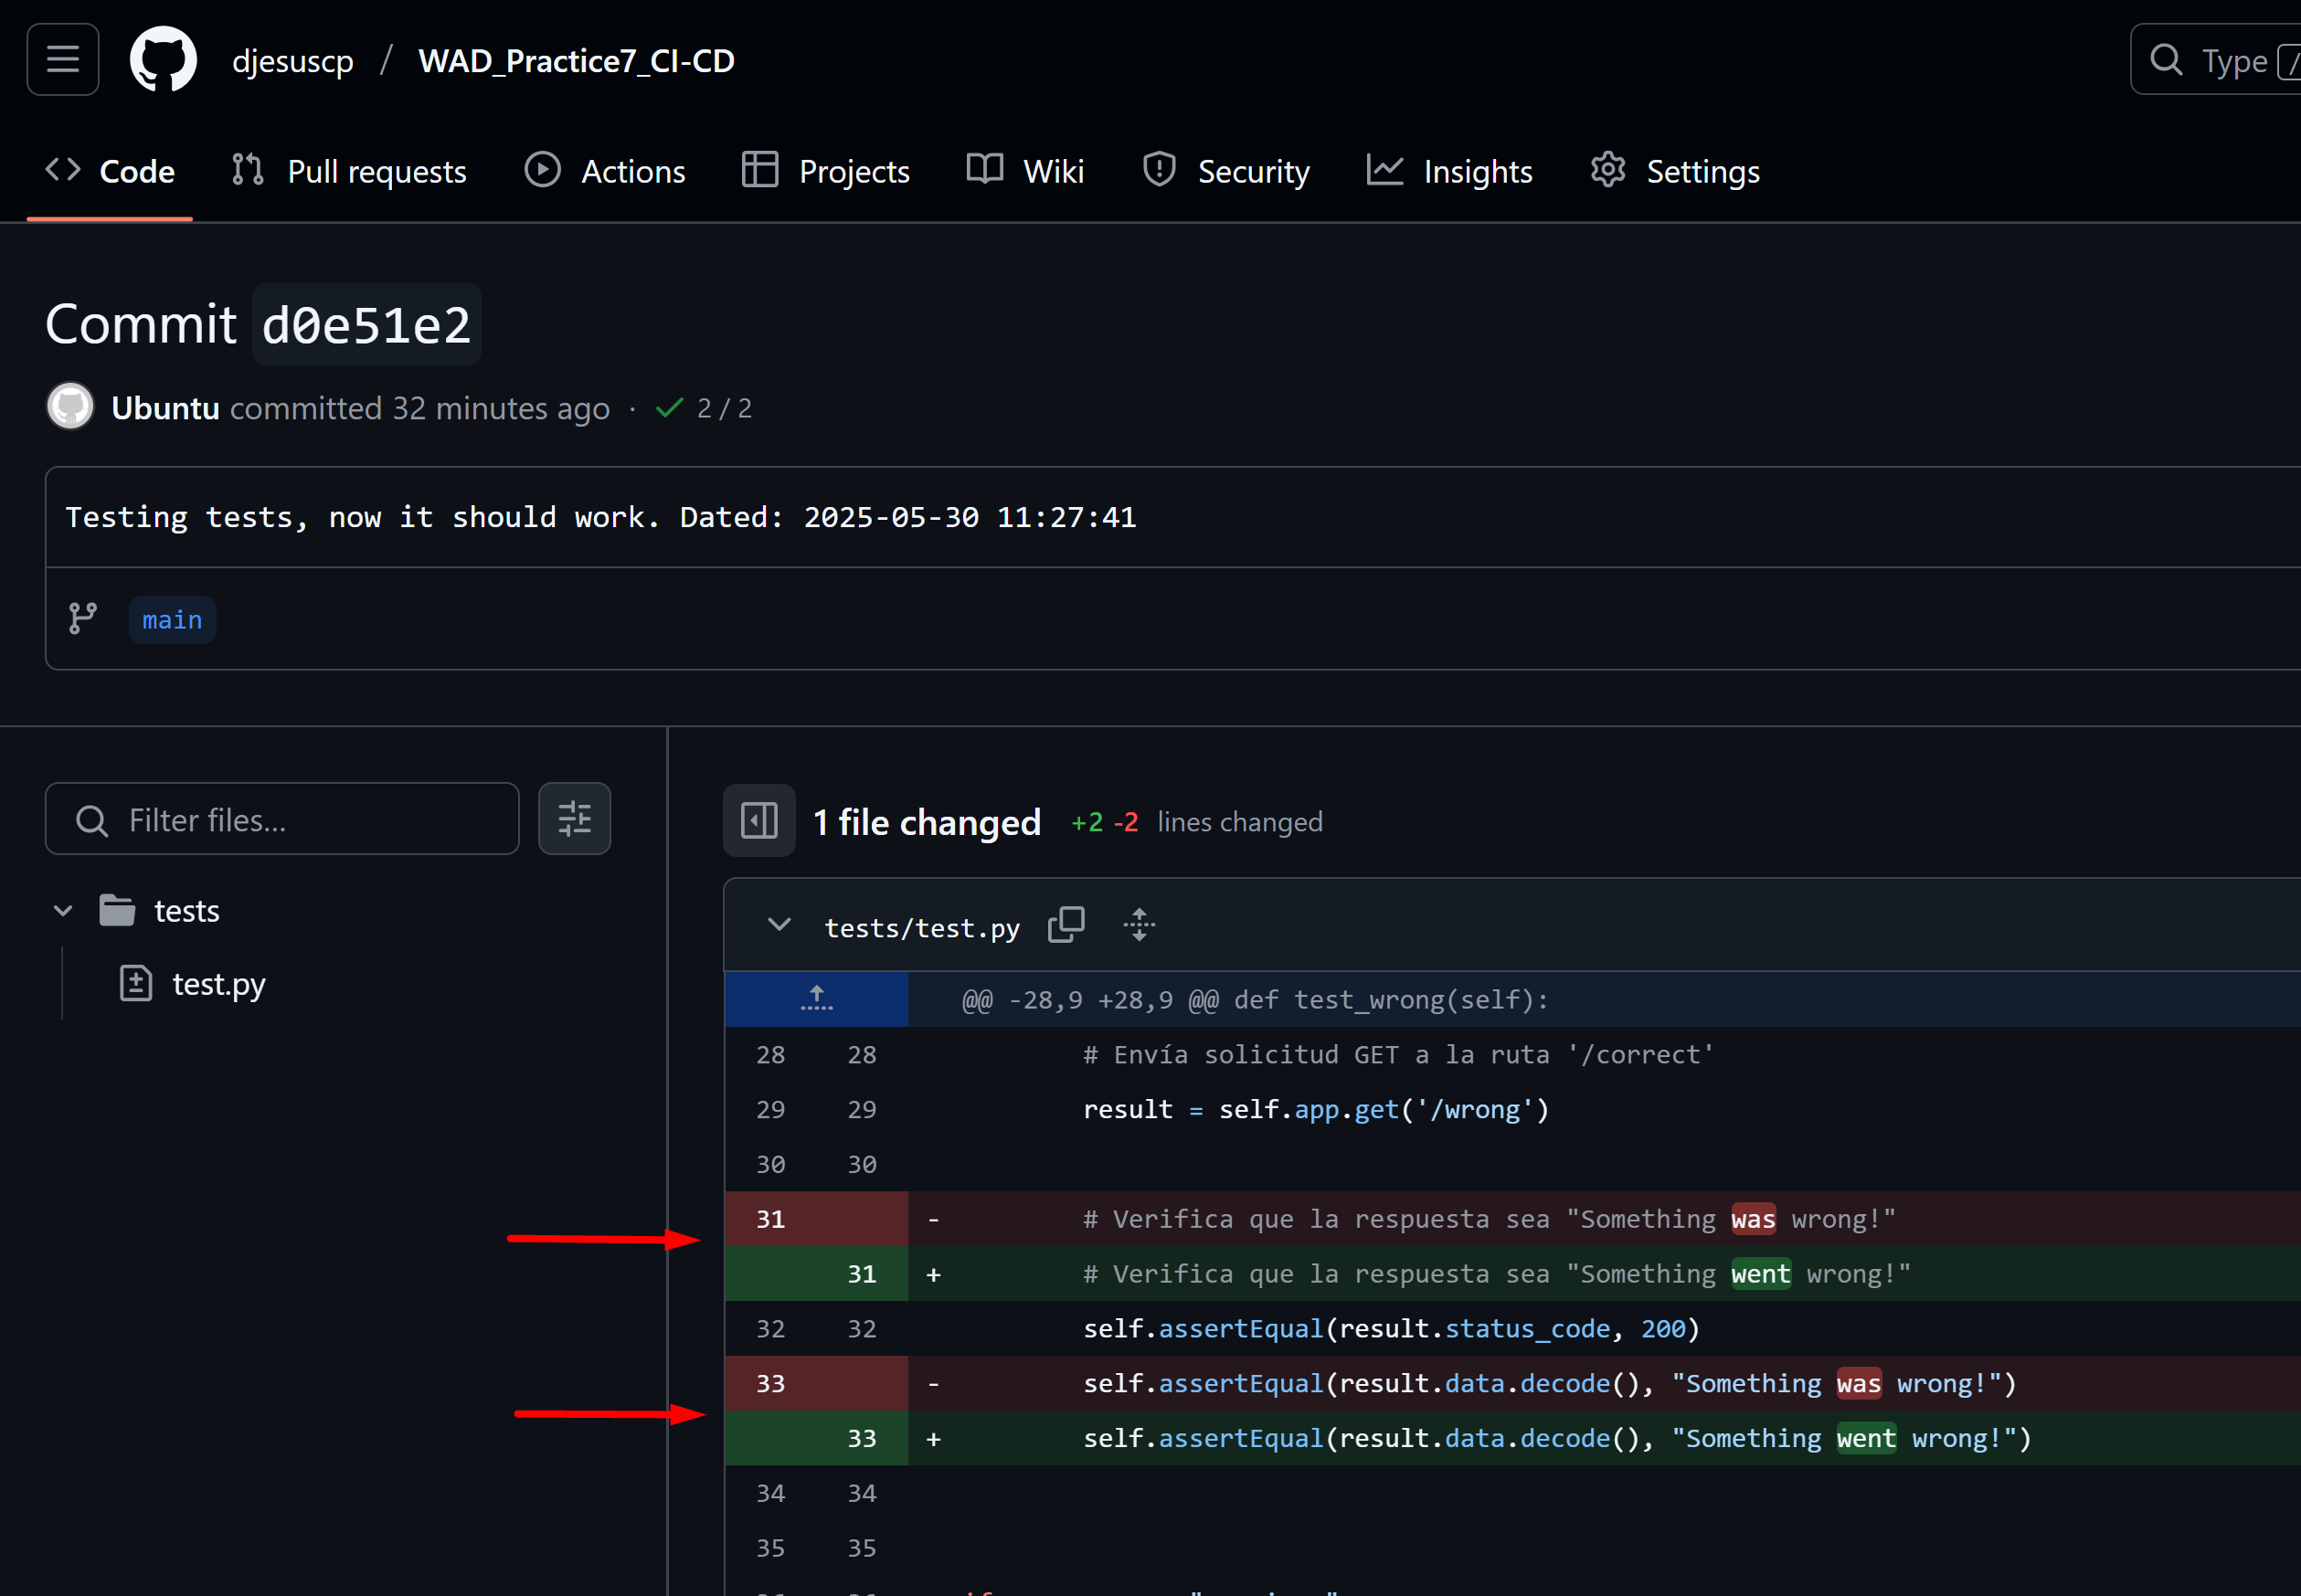 djesuscp / WAD_Practice7_CI-CD
Type /
Code Pull requests Actions Projects Wiki Security Insights Settings
Commit d0e51e2
Ubuntu committed 32 minutes ago · 2 / 2
Testing tests, now it should work. Dated: 2025-05-30 11:27:41
main
Filter files...
tests
test.py
1 file changed +2 -2 lines changed
tests/test.py
@@ -28,9 +28,9 @@ def test_wrong(self):
28 28 # Envía solicitud GET a la ruta '/correct'
29 29 result = self.app.get('/wrong')
30 30
31 - # Verifica que la respuesta sea "Something was wrong!"
31 + # Verifica que la respuesta sea "Something went wrong!"
32 32 self.assertEqual(result.status_code, 200)
33 - self.assertEqual(result.data.decode(), "Something was wrong!")
33 + self.assertEqual(result.data.decode(), "Something went wrong!")
34 34
35 35